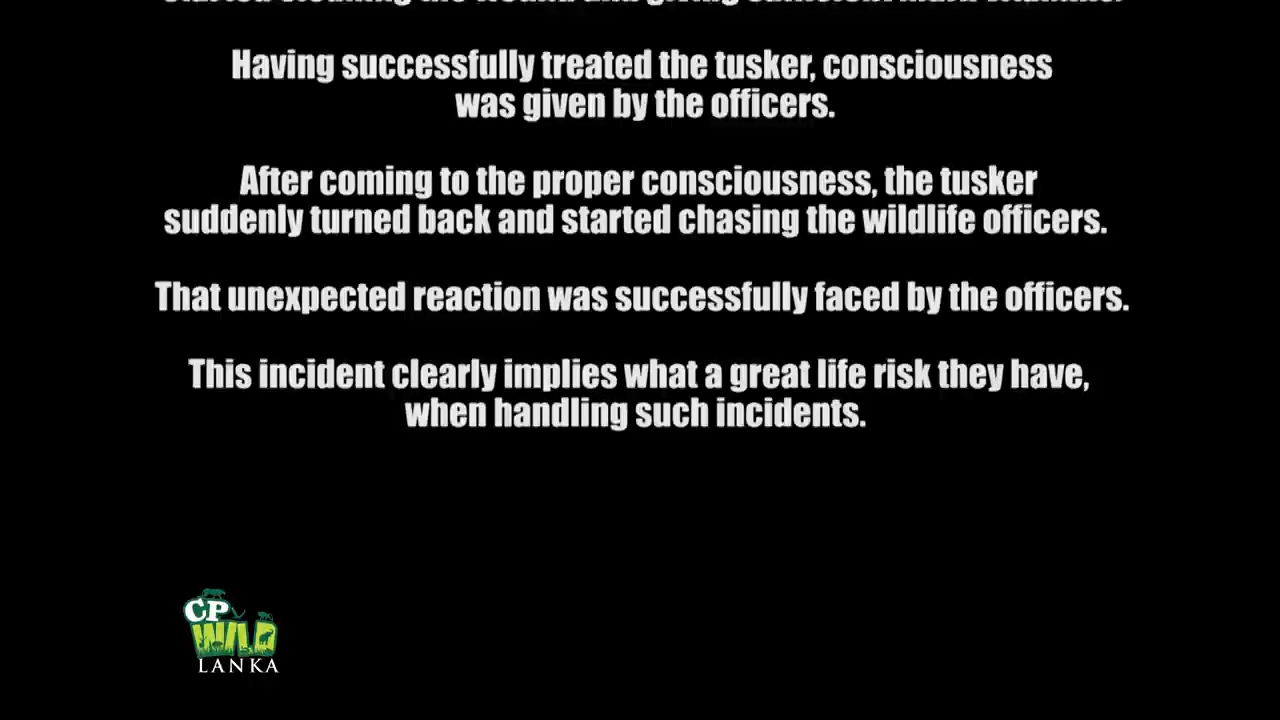 Having successfully treated the tusker, consciousness
was given by the officers.
After coming to the proper consciousness, the tusker
suddenly turned back and started chasing the wildlife officers.
That unexpected reaction was successfully faced by the officers.
This incident clearly implies what a great life risk they have,
when handling such incidents.
CP
WILD
LANKA